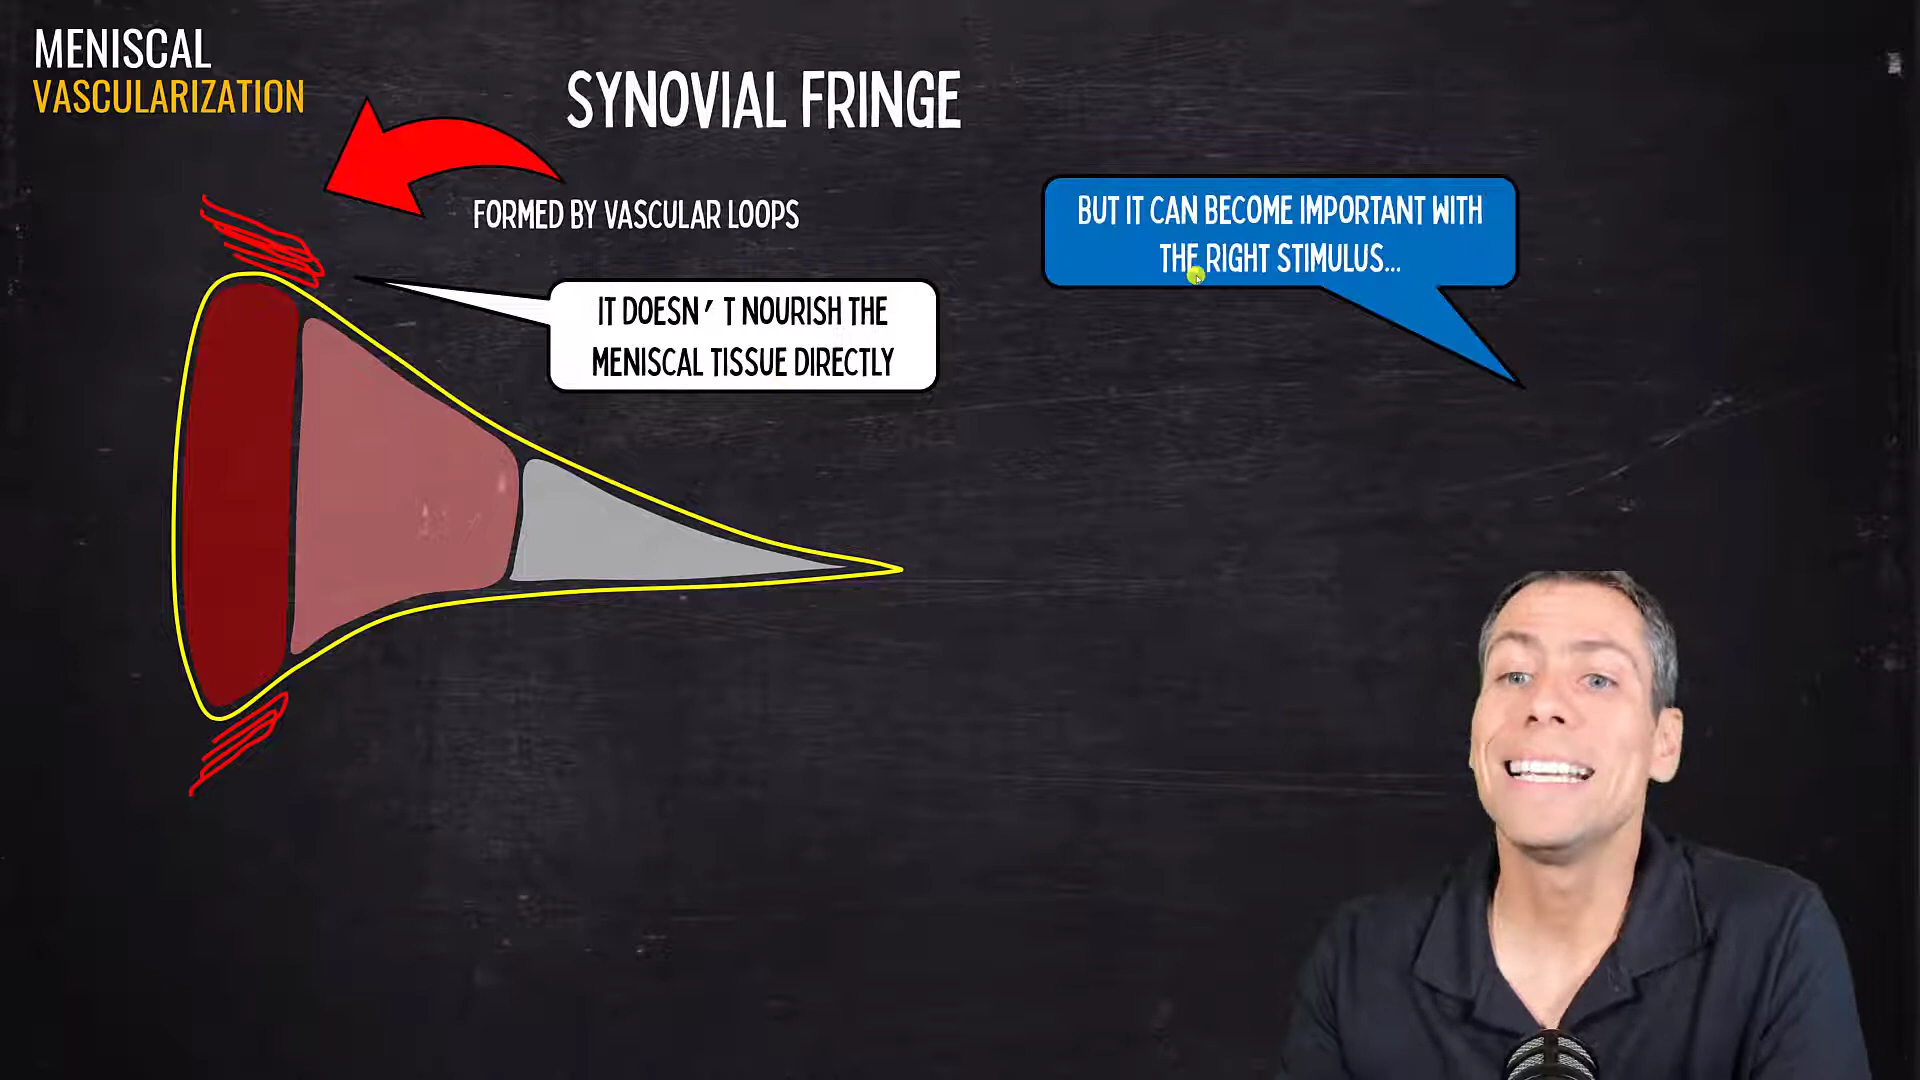 MENISCAL
VASCULARIZATION
SYNOVIAL FRINGE
FORMED BY VASCULAR LOOPS
BUT IT CAN BECOME IMPORTANT WITH
THE RIGHT STIMULUS...
IT DOESN ' T NOURISH THE
MENISCAL TISSUE DIRECTLY